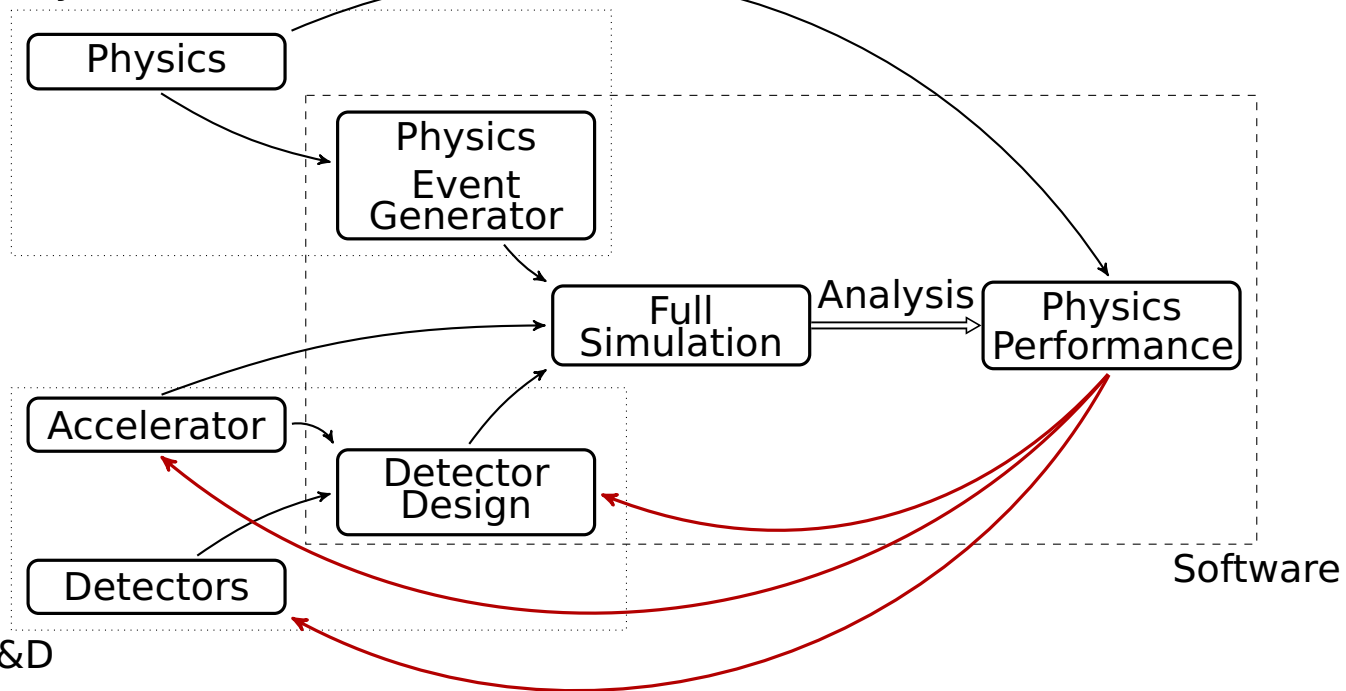 Physics
Physics
Event
Generator
Full
Simulation
Analysis
Physics
Performance
Accelerator
Detector
Design
Detectors
Software
&D